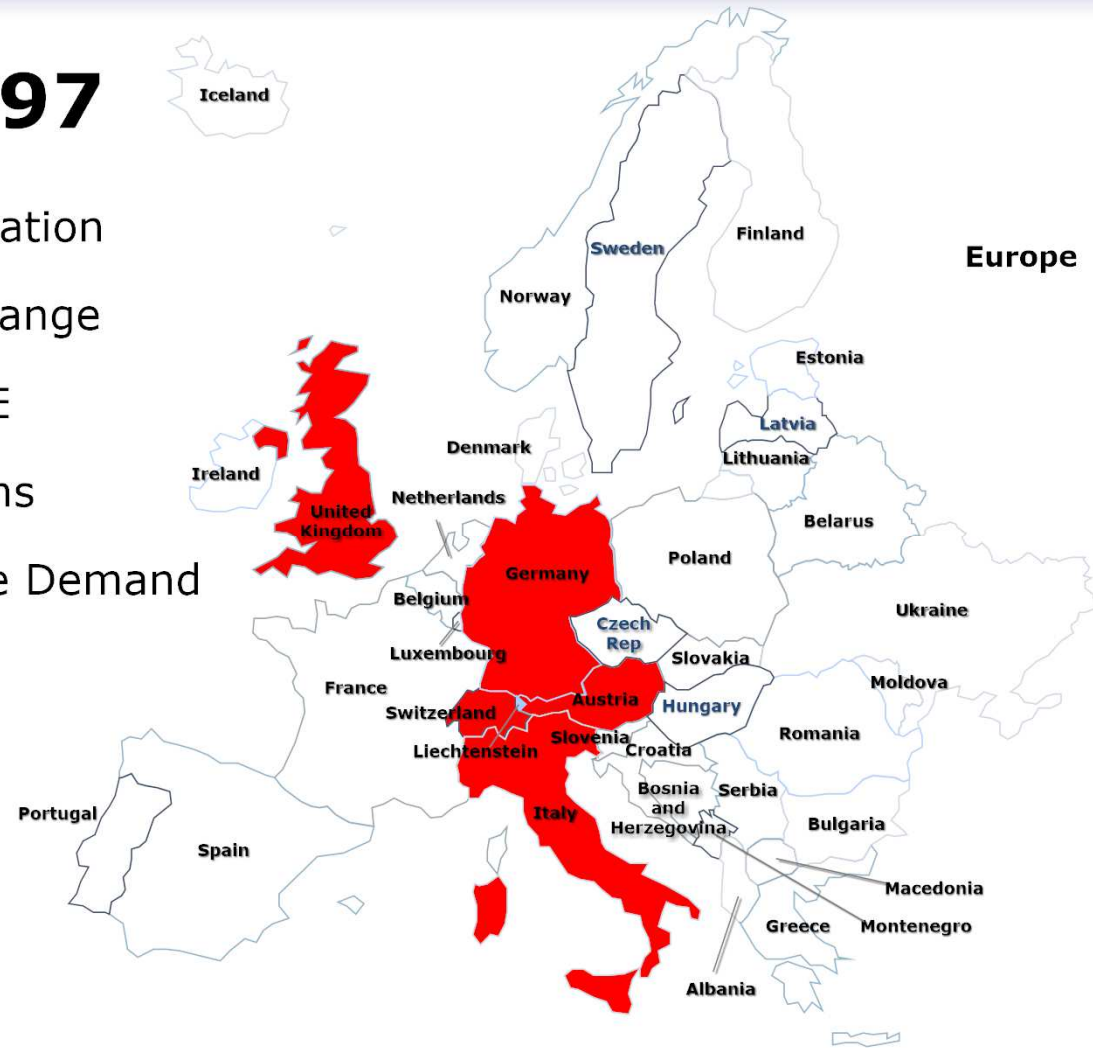 97
ation
ange
E
ns
e Demand
Europe
Iceland
Sweden
Finland
Norway
Estonia
Latvia
Lithuania
Denmark
Ireland
Netherlands
United
Kingdom
Belarus
Poland
Germany
Belgium
Ukraine
Czech
Rep
Luxembourg
Slovakia
France
Moldova
Switzerland
Austria
Hungary
Liechtenstein
Slovenia
Croatia
Romania
Bosnia
and
Herzegovina
Serbia
Portugal
Italy
Bulgaria
Spain
Macedonia
Greece
Montenegro
Albania